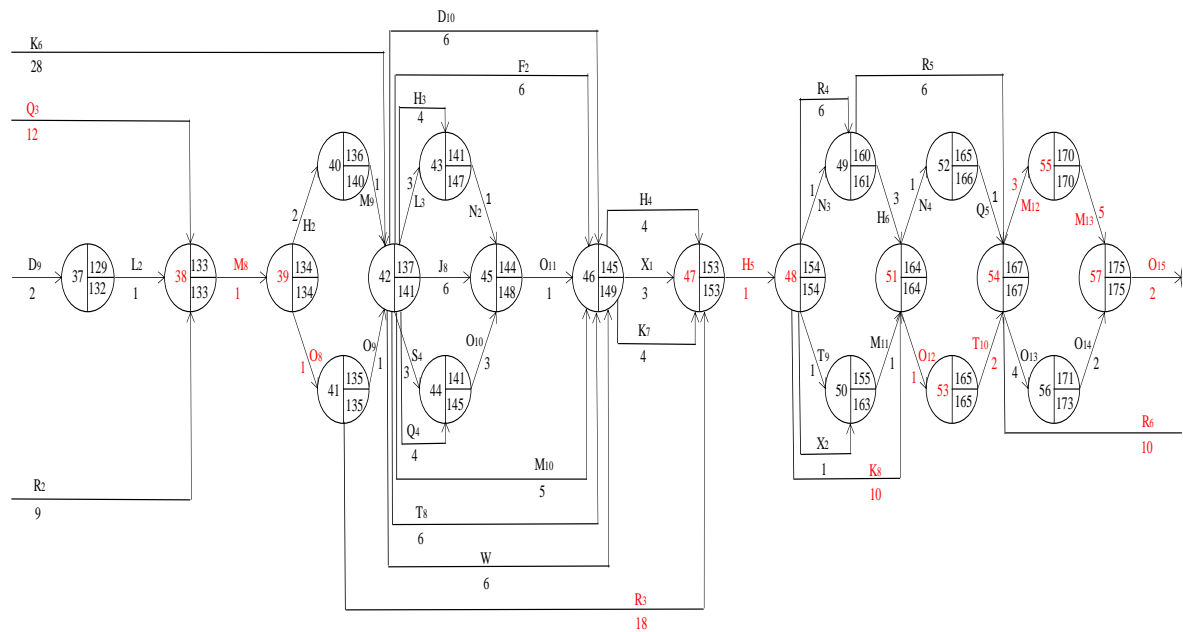 D10
6
K6
28
F2
6
R5
6
R4
6
H3
4
Q3
12
40
136
140
1
M9
43
141
147
3
L3
1
N2
49
160
161
1
N3
3
H6
52
165
166
1
N4
1
Q5
55
170
170
3
M12
5
M13
2
H2
H4
4
D9
2
37
129
132
L2
1
38
133
133
M8
1
39
134
134
42
137
141
J8
6
45
144
148
O11
1
46
145
149
X1
3
47
153
153
H5
1
48
154
154
51
164
164
54
167
167
57
175
175
O15
2
K7
4
O8
1
O9
1
41
135
135
S4
3
O10
3
44
141
145
T9
1
M11
1
50
155
163
O12
1
T10
2
53
165
165
O13
4
O14
2
56
171
173
Q4
4
X2
1
R6
10
M10
5
K8
10
R2
9
T8
6
W
6
R3
18